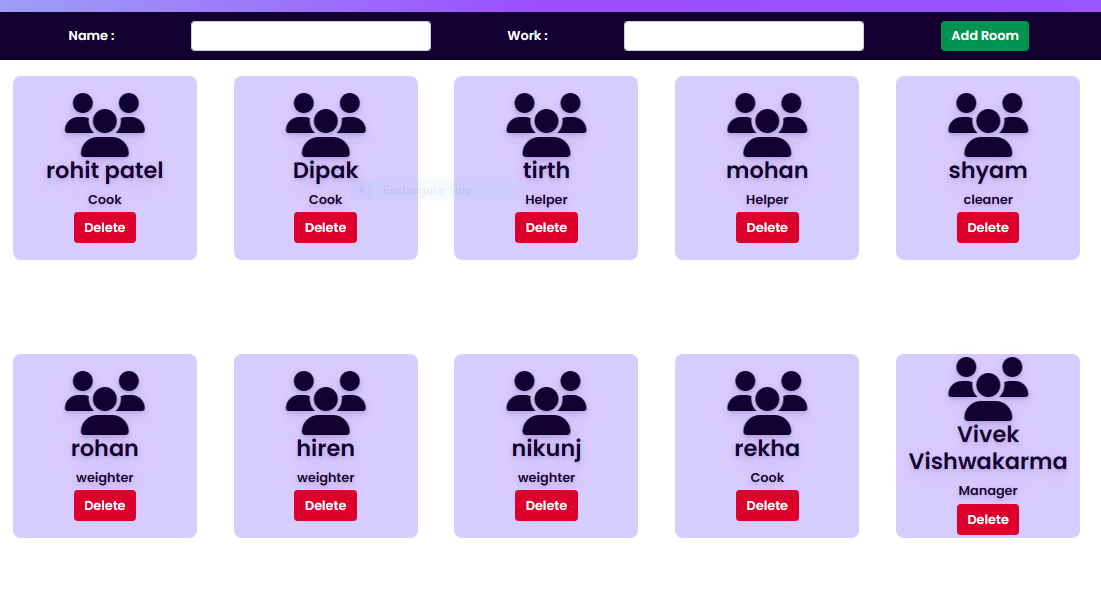 Name : Work : Add Room
rohit patel
Cook
Delete
Dipak
Cook
Delete
Rectangular Snip
tirth
Helper
Delete
mohan
Helper
Delete
shyam
cleaner
Delete
rohan
weighter
Delete
hiren
weighter
Delete
nikunj
weighter
Delete
rekha
Cook
Delete
Vivek
Vishwakarma
Manager
Delete